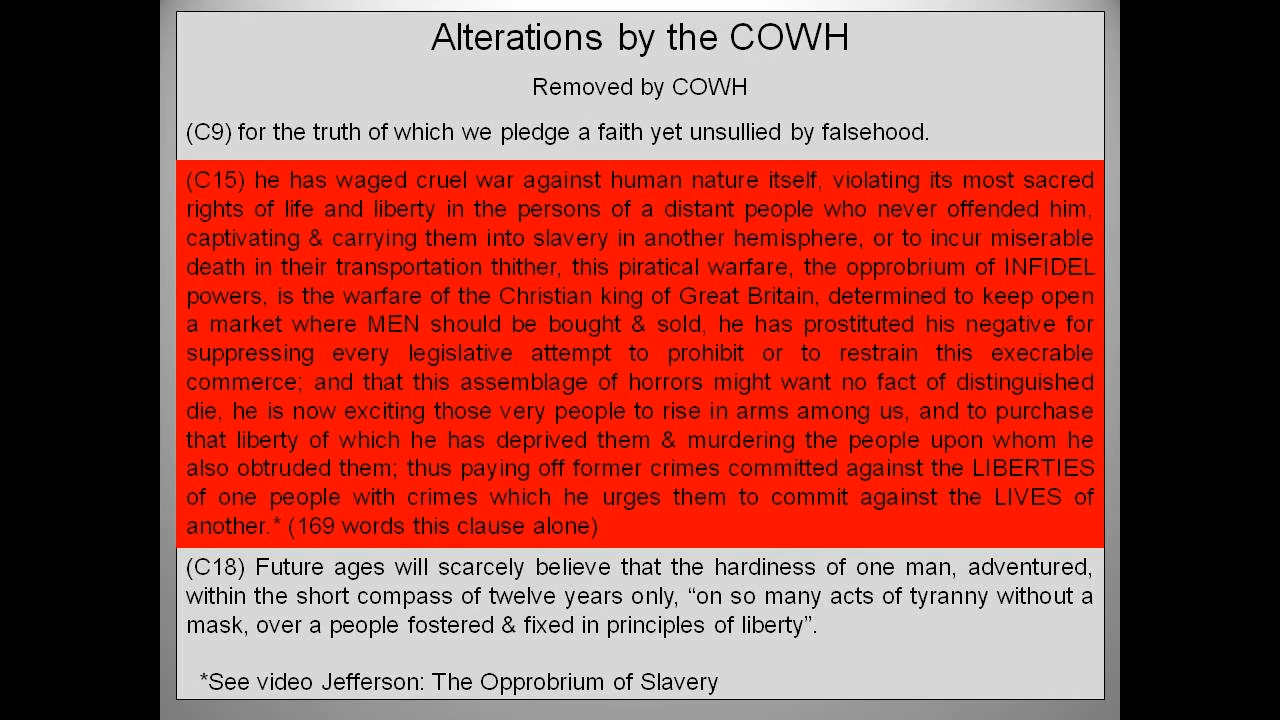 Alterations by the COWH
Removed by COWH
(C9) for the truth of which we pledge a faith yet unsullied by falsehood.
(C15) he has waged cruel war against human nature itself, violating its most sacred
rights of life and liberty in the persons of a distant people who never offended him,
captivating & carrying them into slavery in another hemisphere, or to incur miserable
death in their transportation thither, this piratical warfare, the opprobrium of INFIDEL
powers, is the warfare of the Christian king of Great Britain, determined to keep open
a market where MEN should be bought & sold, he has prostituted his negative for
suppressing every legislative attempt to prohibit or to restrain this execrable
commerce; and that this assemblage of horrors might want no fact of distinguished
die, he is now exciting those very people to rise in arms among us, and to purchase
that liberty of which he has deprived them & murdering the people upon whom he
also obtruded them; thus paying off former crimes committed against the LIBERTIES
of one people with crimes which he urges them to commit against the LIVES of
another.* (169 words this clause alone)
(C18) Future ages will scarcely believe that the hardiness of one man, adventured,
within the short compass of twelve years only, “on so many acts of tyranny without a
mask, over a people fostered & fixed in principles of liberty”.
*See video Jefferson: The Opprobrium of Slavery